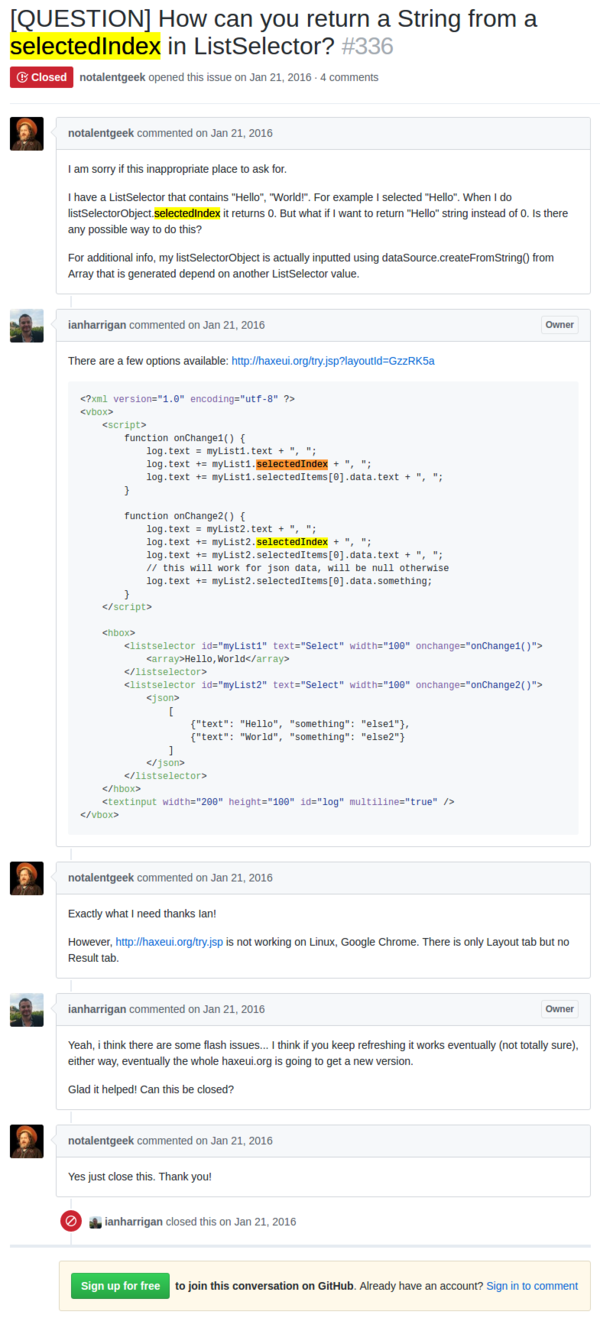 [QUESTION] How can you return a String from a
selectedIndex in ListSelector? #336
Closed notalentgeek opened this issue on Jan 21, 2016 · 4 comments
notalentgeek commented on Jan 21, 2016
I am sorry if this inappropriate place to ask for.
I have a ListSelector that contains "Hello", "World!". For example I selected "Hello". When I do
listSelectorObject.selectedIndex it returns 0. But what if I want to return "Hello" string instead of 0. Is there
any possible way to do this?
For additional info, my listSelectorObject is actually inputted using dataSource.createFromString() from
Array that is generated depend on another ListSelector value.
ianharrigan commented on Jan 21, 2016 Owner
There are a few options available: http://haxeui.org/try.jsp?layoutId=GzzRK5a
<?xml version="1.0" encoding="utf-8" ?>
<vbox>
    <script>
        function onChange1() {
            log.text = myList1.text + ", ";
            log.text += myList1.selectedIndex + ", ";
            log.text += myList1.selectedItems[0].data.text + ", ";
        }
        function onChange2() {
            log.text = myList2.text + ", ";
            log.text += myList2.selectedIndex + ", ";
            log.text += myList2.selectedItems[0].data.text + ", ";
            // this will work for json data, will be null otherwise
            log.text += myList2.selectedItems[0].data.something;
        }
    </script>
    <hbox>
        <listselector id="myList1" text="Select" width="100" onchange="onChange1()">
            <array>Hello,World</array>
        </listselector>
        <listselector id="myList2" text="Select" width="100" onchange="onChange2()">
            <json>
                [
                    {"text": "Hello", "something": "else1"},
                    {"text": "World", "something": "else2"}
                ]
            </json>
        </listselector>
    </hbox>
    <textinput width="200" height="100" id="log" multiline="true" />
</vbox>
notalentgeek commented on Jan 21, 2016
Exactly what I need thanks Ian!
However, http://haxeui.org/try.jsp is not working on Linux, Google Chrome. There is only Layout tab but no
Result tab.
ianharrigan commented on Jan 21, 2016 Owner
Yeah, i think there are some flash issues... I think if you keep refreshing it works eventually (not totally sure),
either way, eventually the whole haxeui.org is going to get a new version.
Glad it helped! Can this be closed?
notalentgeek commented on Jan 21, 2016
Yes just close this. Thank you!
ianharrigan closed this on Jan 21, 2016
Sign up for free to join this conversation on GitHub. Already have an account? Sign in to comment